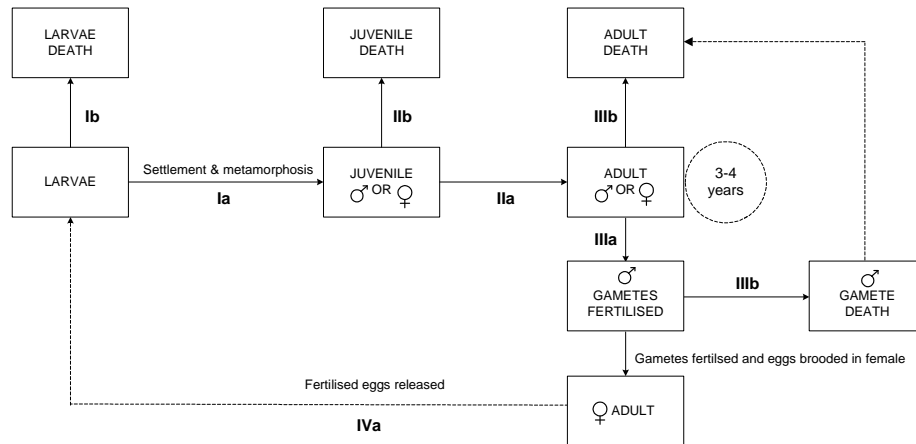 LARVAE
DEATH
JUVENILE
DEATH
ADULT
DEATH
Ib
IIb
IIIb
LARVAE
Settlement & metamorphosis
Ia
JUVENILE
♂ OR ♀
IIa
ADULT
♂ OR ♀
3-4
years
IIIa
♂
GAMETES
FERTILISED
IIIb
♂
GAMETE
DEATH
Gametes fertilsed and eggs brooded in female
Fertilised eggs released
IVa
♀ ADULT